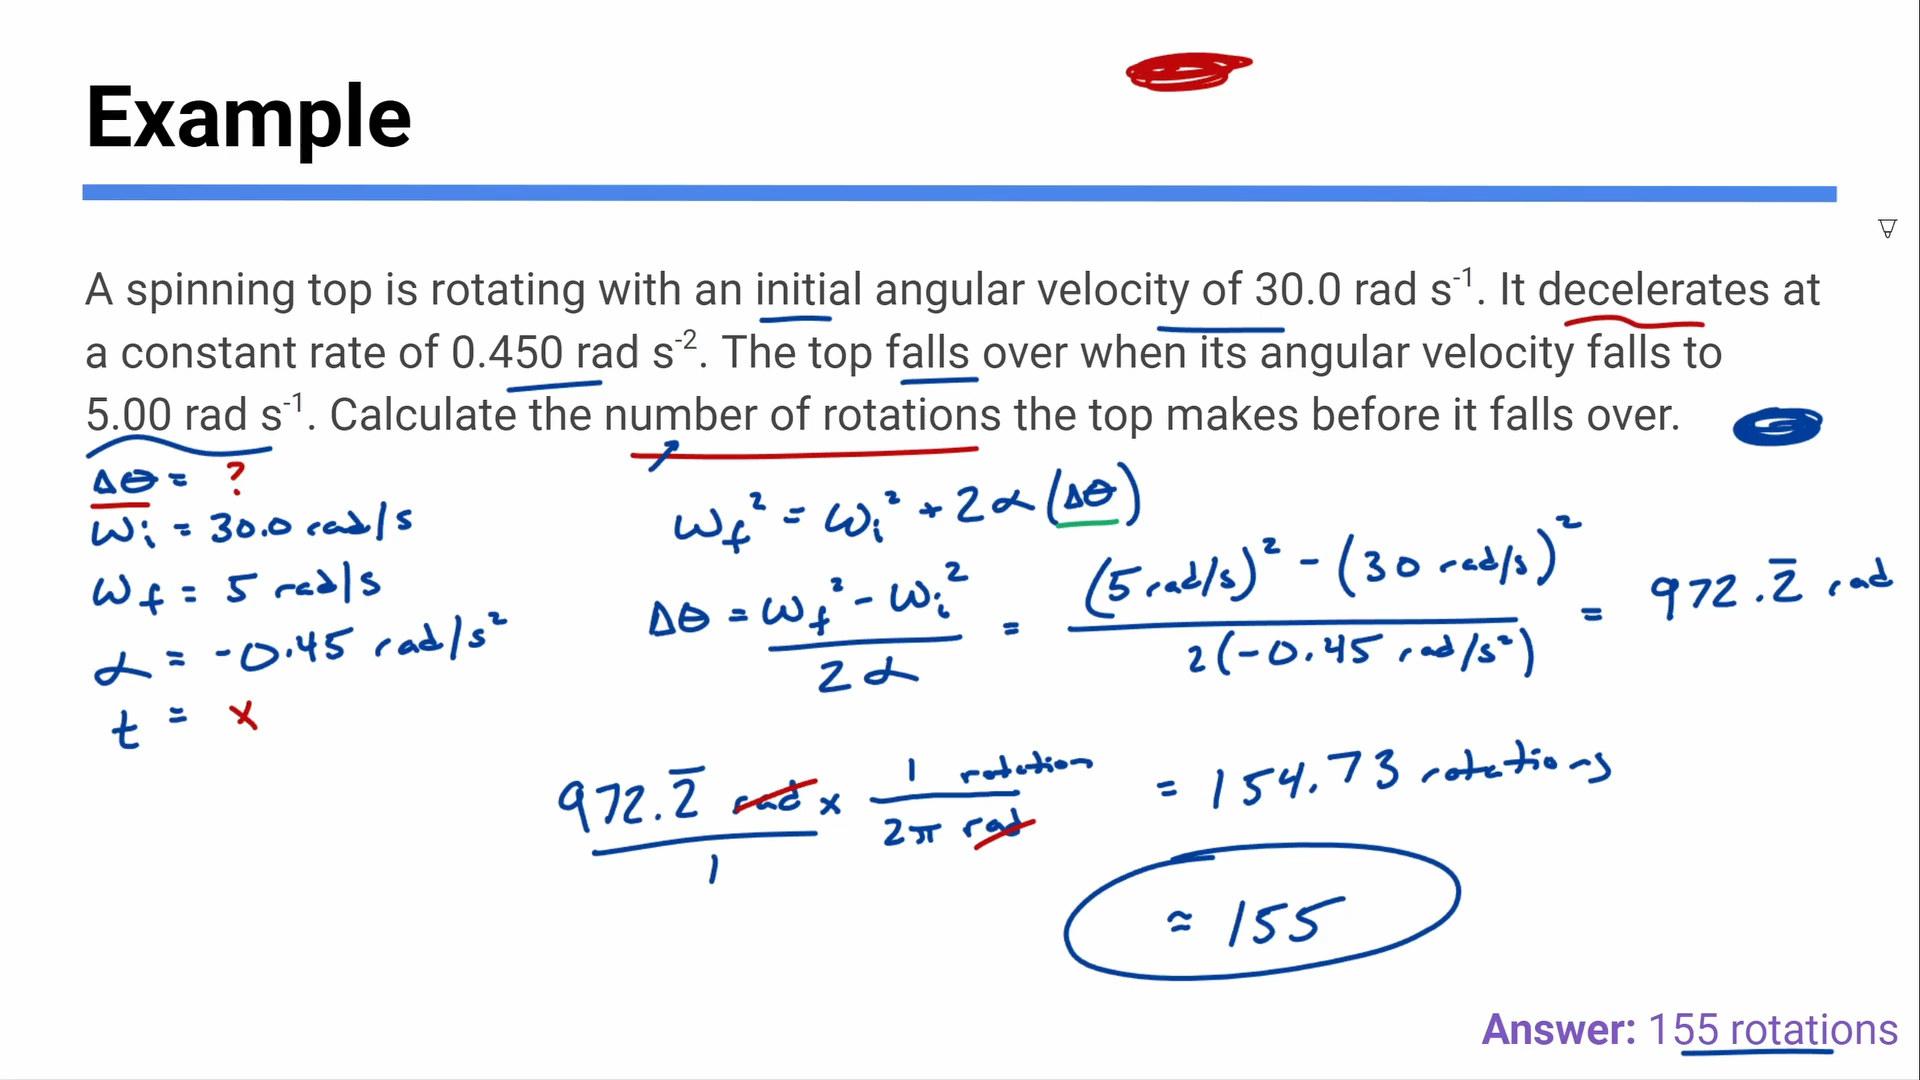 Example
A spinning top is rotating with an initial angular velocity of 30.0 rad s⁻¹. It decelerates at
a constant rate of 0.450 rad s⁻². The top falls over when its angular velocity falls to
5.00 rad s⁻¹. Calculate the number of rotations the top makes before it falls over.
Δθ = ?
ωi = 30.0 rad/s
ωf = 5 rad/s
α = -0.45 rad/s²
t = x
ωf² = ωi² + 2α(Δθ)
Δθ = (ωf² - ωi²)/2α = ((5 rad/s)² - (30 rad/s)²)/2(-0.45 rad/s²) = 972.2̅ rad
972.2̅ rad/1 x 1 rotation/2π rad = 154.73 rotations
≈ 155
Answer: 155 rotations